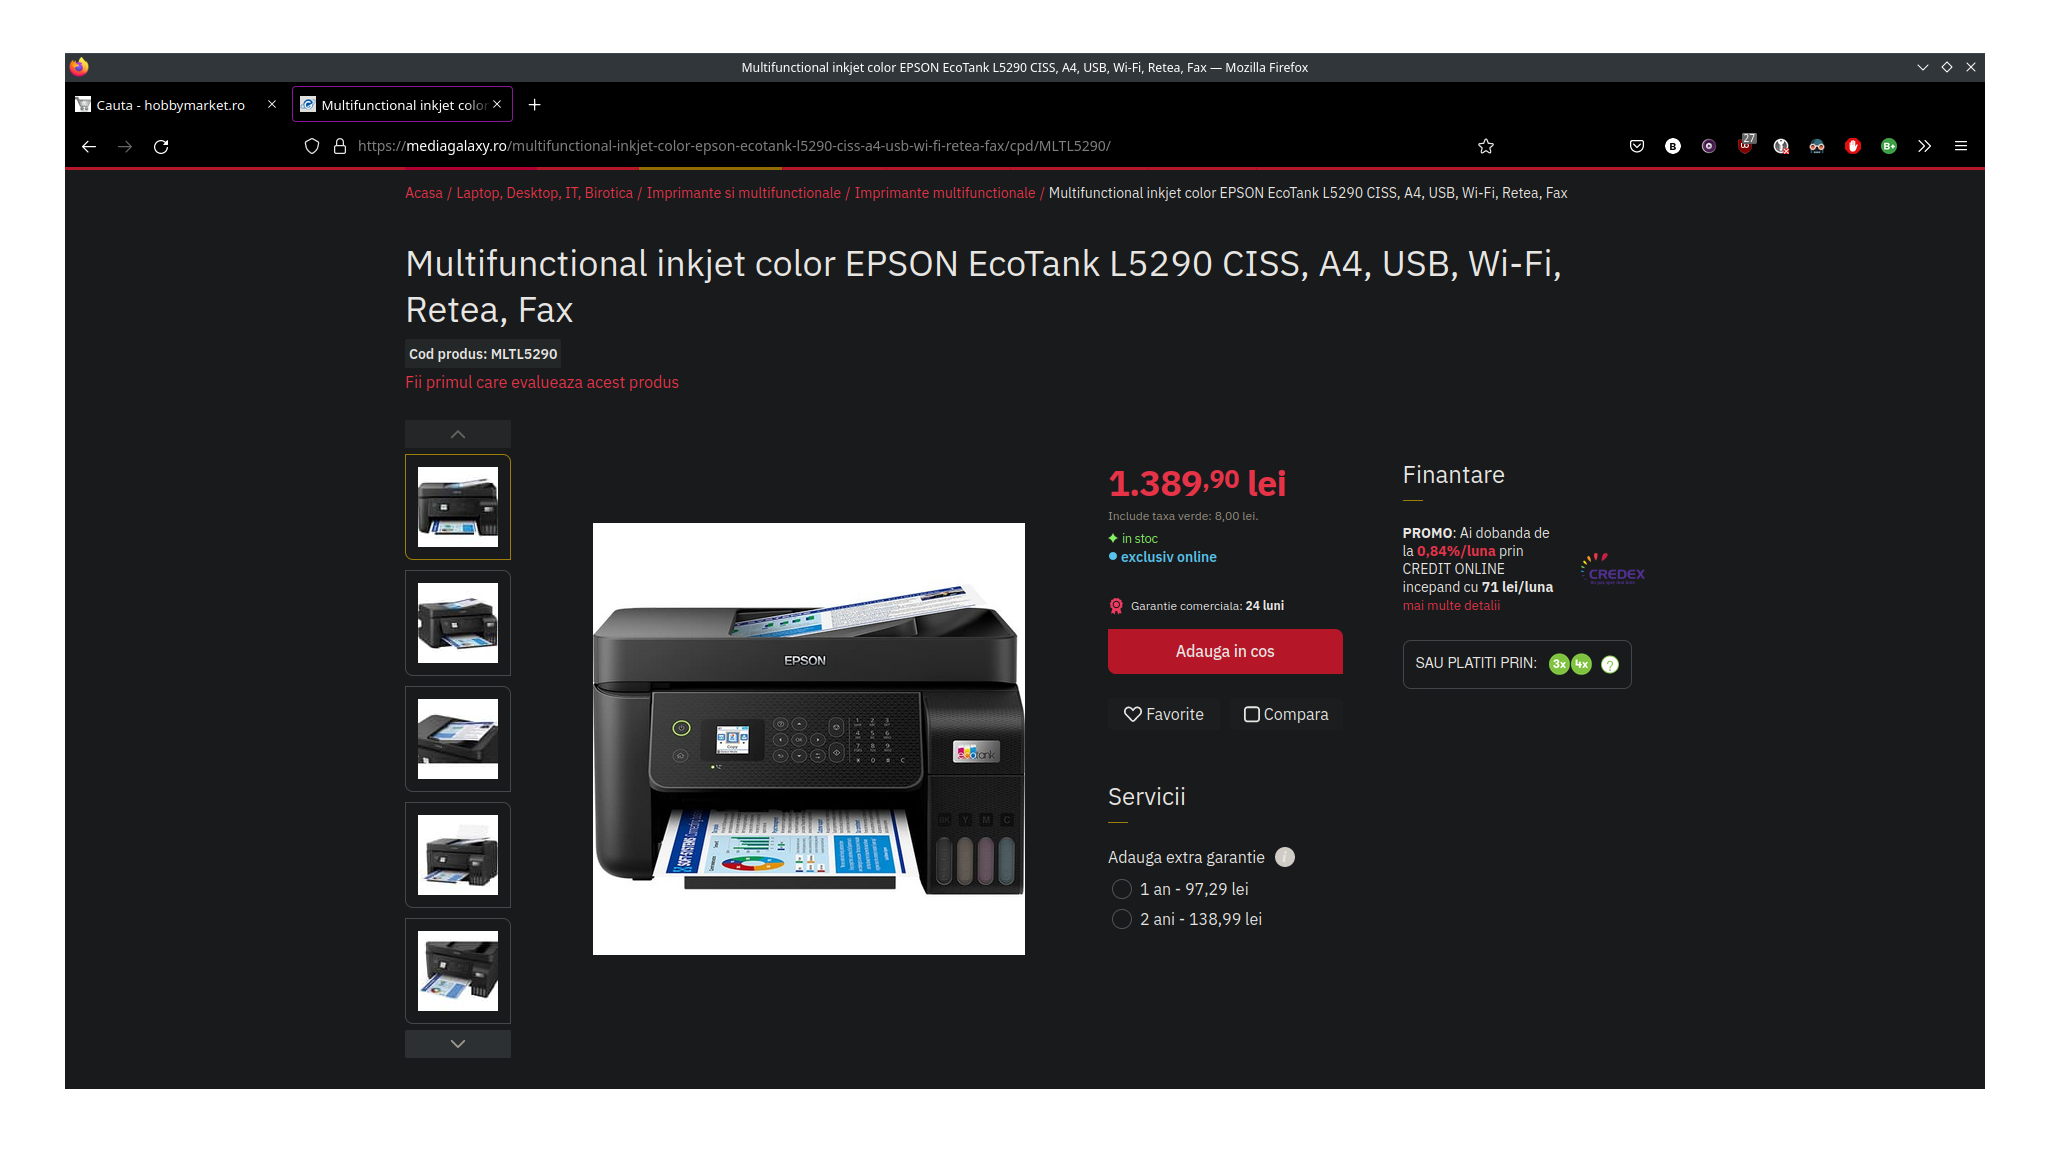 Multifunctional inkjet color EPSON EcoTank L5290 CISS, A4, USB, Wi-Fi, Retea, Fax — Mozilla Firefox
Cauta - hobbymarket.ro
Multifunctional inkjet color
https://mediagalaxy.ro/multifunctional-inkjet-color-epson-ecotank-l5290-ciss-a4-usb-wi-fi-retea-fax/cpd/MLTL5290/
27
Acasa / Laptop, Desktop, IT, Birotica / Imprimante si multifunctionale / Imprimante multifunctionale / Multifunctional inkjet color EPSON EcoTank L5290 CISS, A4, USB, Wi-Fi, Retea, Fax
Multifunctional inkjet color EPSON EcoTank L5290 CISS, A4, USB, Wi-Fi,
Retea, Fax
Cod produs: MLTL5290
Fii primul care evalueaza acest produs
EPSON
Copy
ecotank
BK Y M C
1.389,90 lei
Include taxa verde: 8,00 lei.
in stoc
exclusiv online
Garantie comerciala: 24 luni
Adauga in cos
Favorite
Compara
Servicii
Adauga extra garantie
1 an - 97,29 lei
2 ani - 138,99 lei
Finantare
PROMO: Ai dobanda de
la 0,84%/luna prin
CREDIT ONLINE
incepand cu 71 lei/luna
mai multe detalii
CREDEX
SAU PLATITI PRIN: 3x 4x ?